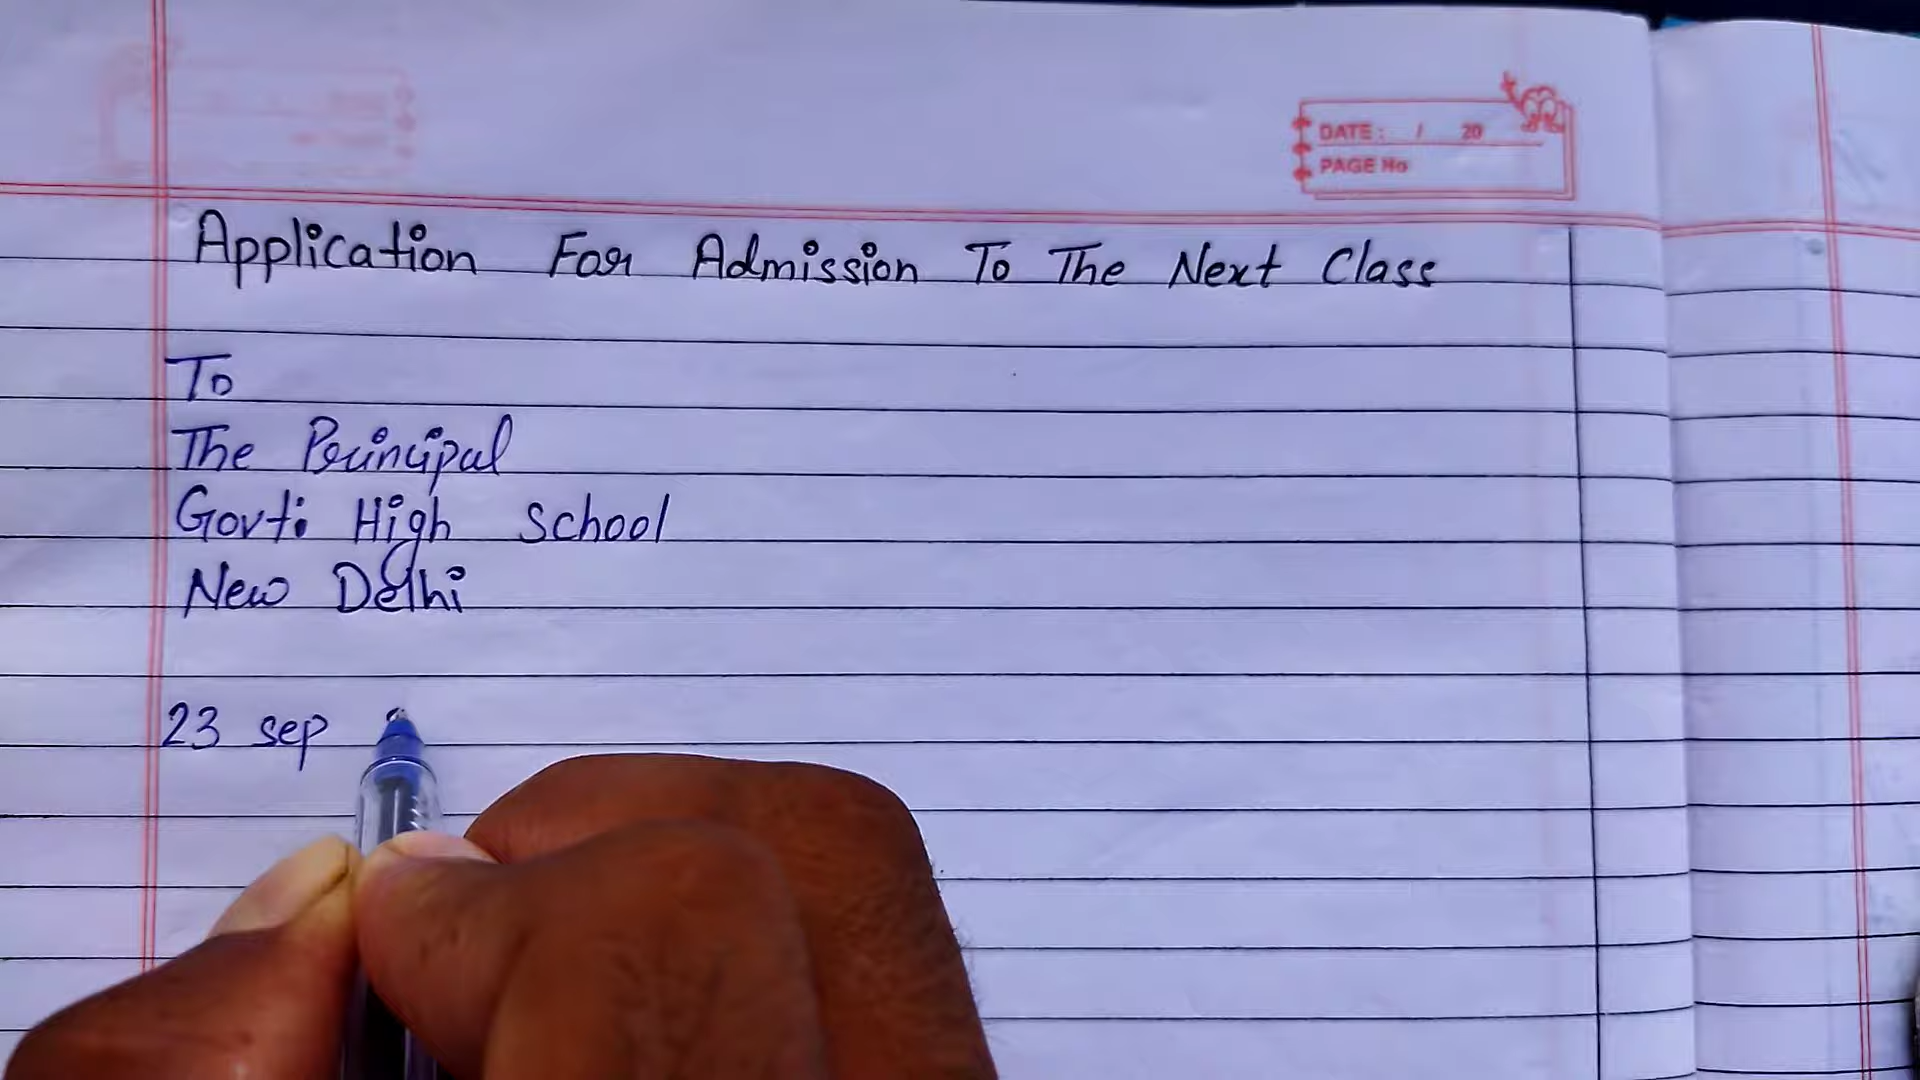 DATE: / 20
PAGE No
Application For Admission To The Next Class
To
The Principal
Govt. High School
New Delhi
23 sep